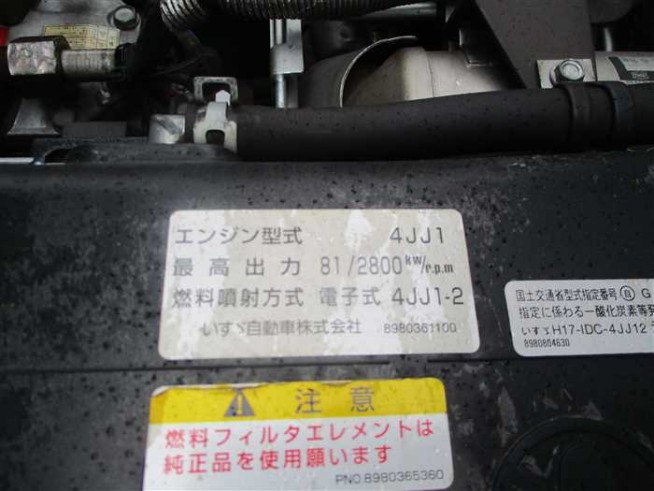 エンジン型式 4JJ1
最高出力 81/2800kW/r.p.m
燃料噴射方式 電子式 4JJ1-2
いすゞ自動車株式会社 8980361100
国土交通省型式指定番号 G
指定に係わる一酸化炭素等発
いすゞH17-IDC-4JJ12
8980804630
注意
燃料フィルタエレメントは
純正品を使用願います
PNO.8980365360